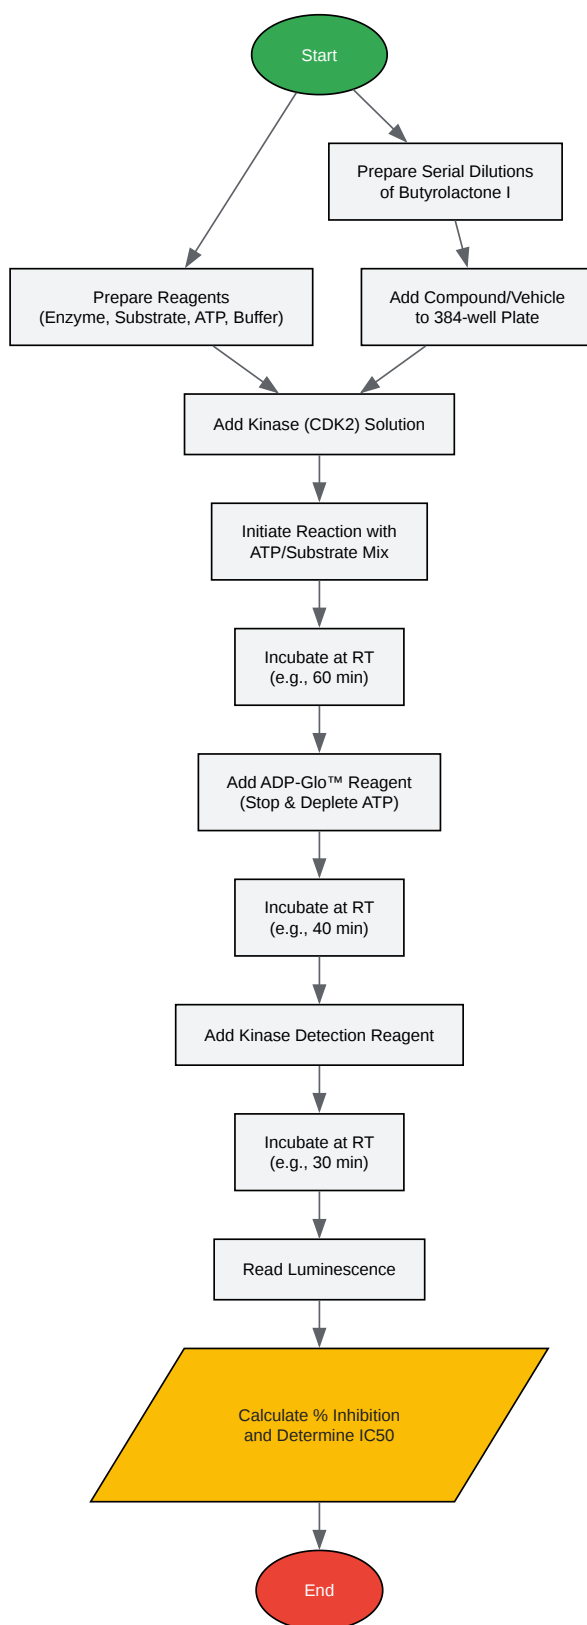 Start
Prepare Serial Dilutions
of Butyrolactone I
Prepare Reagents
(Enzyme, Substrate, ATP, Buffer)
Add Compound/Vehicle
to 384-well Plate
Add Kinase (CDK2) Solution
Initiate Reaction with
ATP/Substrate Mix
Incubate at RT
(e.g., 60 min)
Add ADP-Glo™ Reagent
(Stop & Deplete ATP)
Incubate at RT
(e.g., 40 min)
Add Kinase Detection Reagent
Incubate at RT
(e.g., 30 min)
Read Luminescence
Calculate % Inhibition
and Determine IC50
End